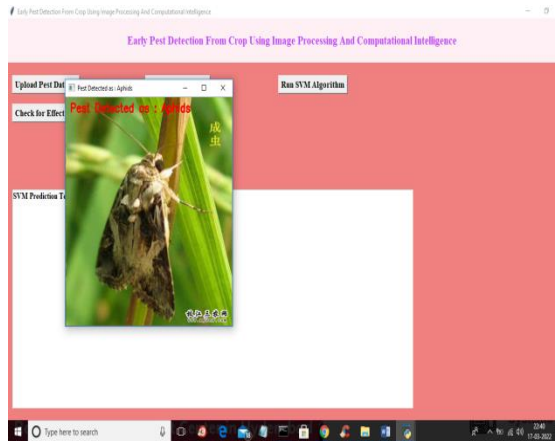 Early Pest Detection From Crop Using Image Processing And Computational Intelligence
Early Pest Detection From Crop Using Image Processing And Computational Intelligence
Upload Pest Dat
Run SVM Algorithm
Pest Detected as : Aphids
Check for Effect
Pest Detected as : Aphids
成
虫
SVM Prediction
Type here to search
22:40
17-03-2022